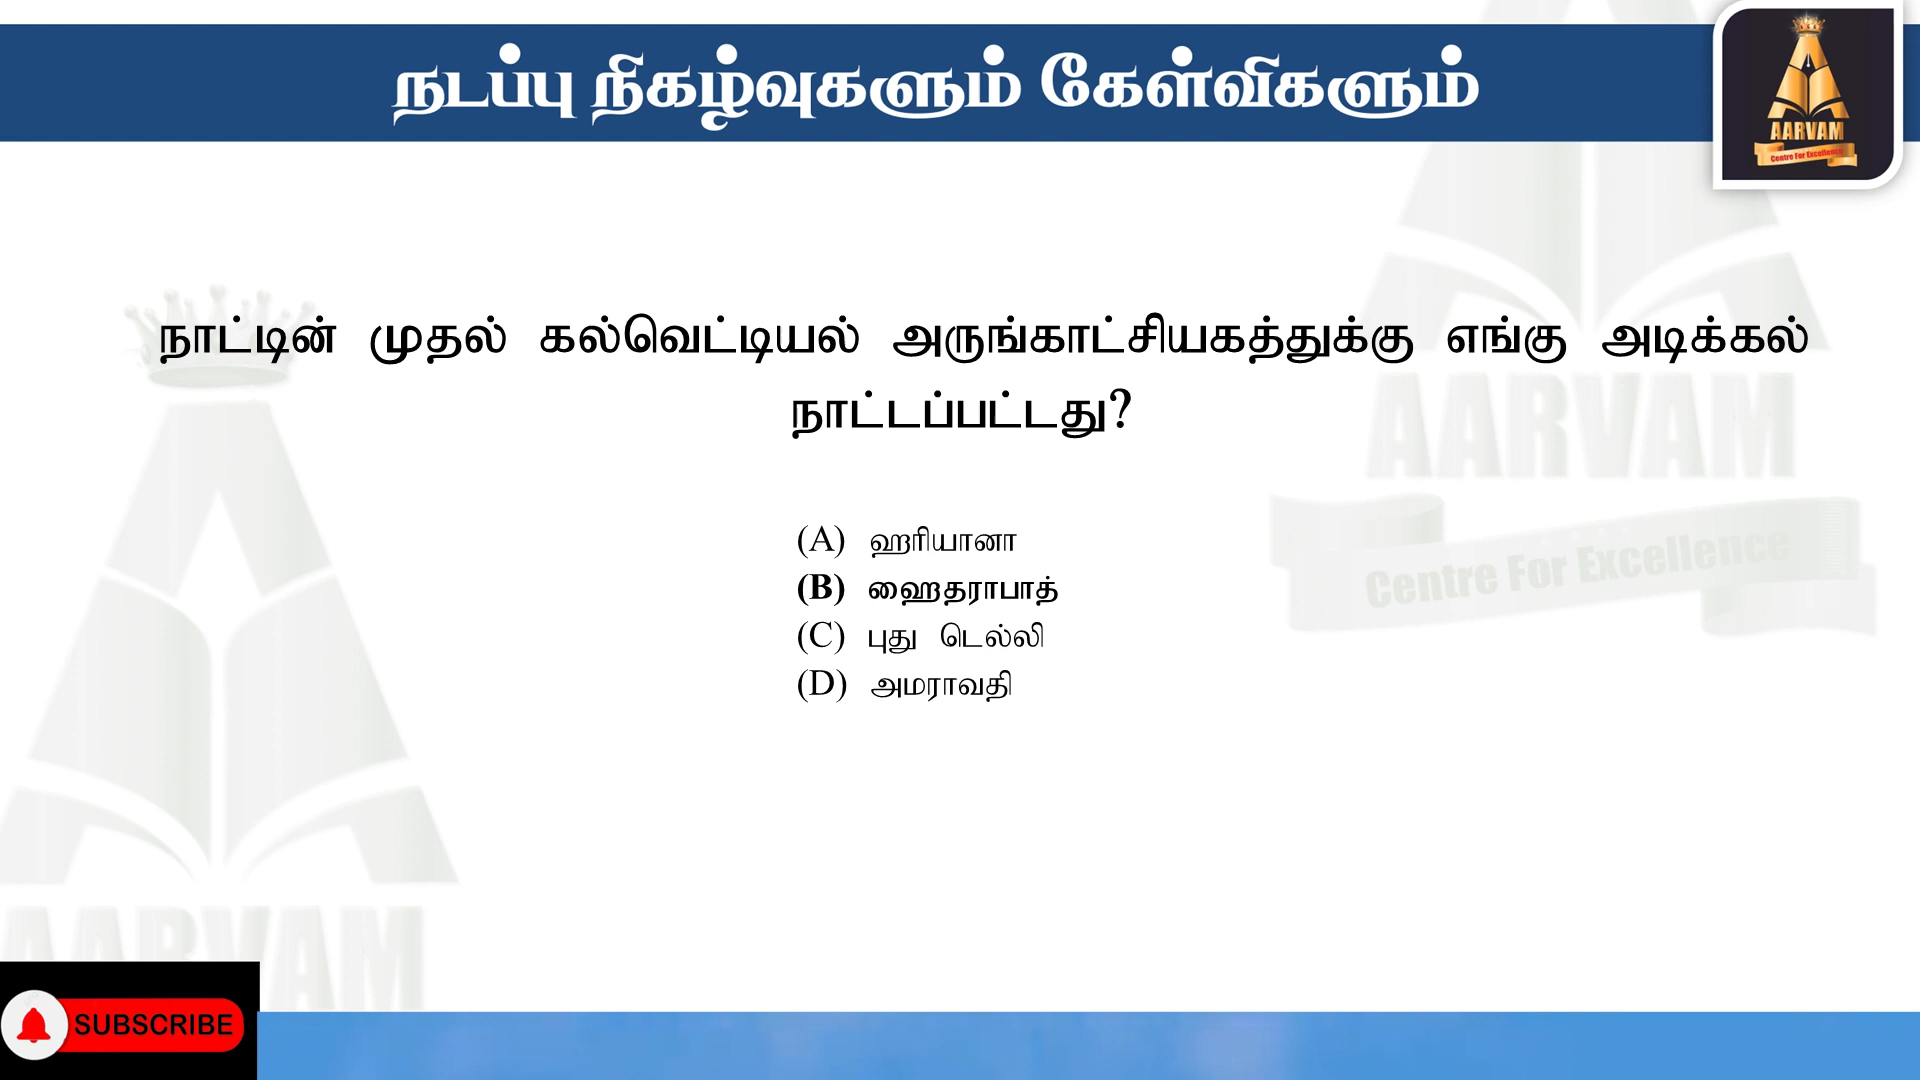 நடப்பு நிகழ்வுகளும் கேள்விகளும்
AARVAM
Centre For Excellence
நாட்டின் முதல் கல்வெட்டியல் அருங்காட்சியகத்துக்கு எங்கு அடிக்கல்
நாட்டப்பட்டது?
(A) ஹரியானா
(B) ஹைதராபாத்
(C) புது டெல்லி
(D) அமராவதி
AARVAM
Centre For Excellence
AARVAM
SUBSCRIBE